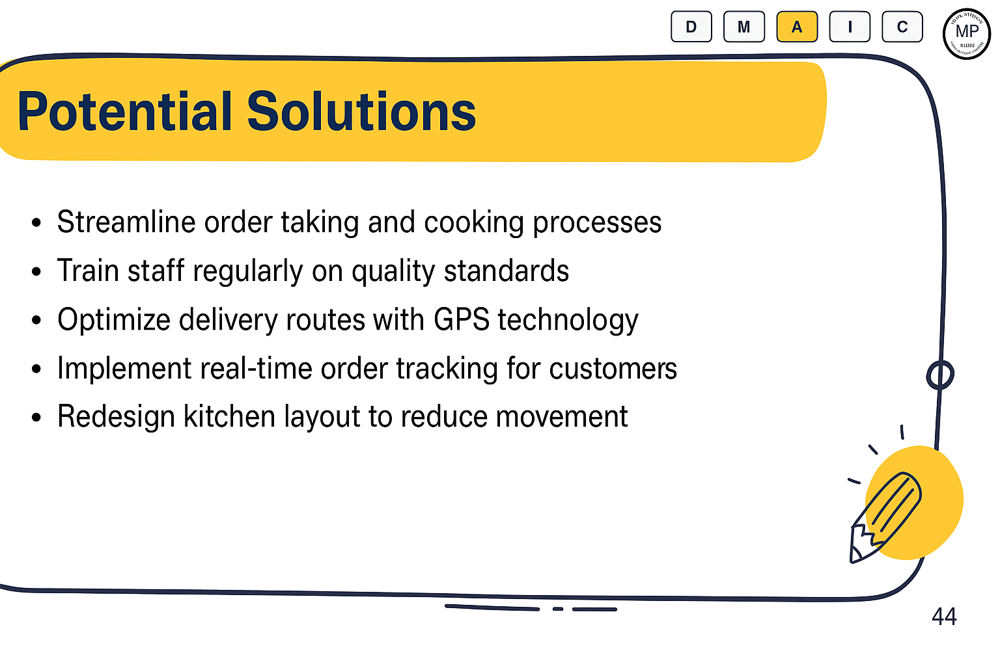 D M A I C
MP
Potential Solutions
• Streamline order taking and cooking processes
• Train staff regularly on quality standards
• Optimize delivery routes with GPS technology
• Implement real-time order tracking for customers
• Redesign kitchen layout to reduce movement
44